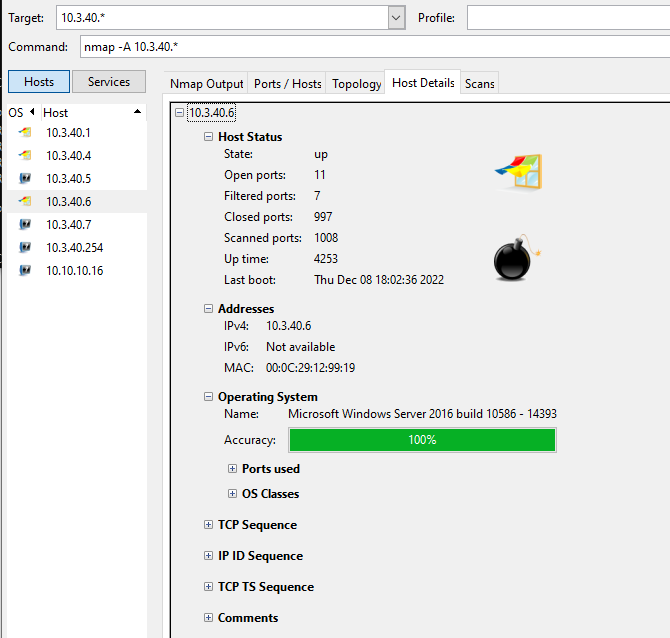 Target: 10.3.40.* Profile:
Command: nmap -A 10.3.40.*
Hosts Services
Nmap Output Ports / Hosts Topology Host Details Scans
OS Host
10.3.40.1
10.3.40.4
10.3.40.5
10.3.40.6
10.3.40.7
10.3.40.254
10.10.10.16
10.3.40.6
Host Status
State: up
Open ports: 11
Filtered ports: 7
Closed ports: 997
Scanned ports: 1008
Up time: 4253
Last boot: Thu Dec 08 18:02:36 2022
Addresses
IPv4: 10.3.40.6
IPv6: Not available
MAC: 00:0C:29:12:99:19
Operating System
Name: Microsoft Windows Server 2016 build 10586 - 14393
Accuracy: 100%
Ports used
OS Classes
TCP Sequence
IP ID Sequence
TCP TS Sequence
Comments